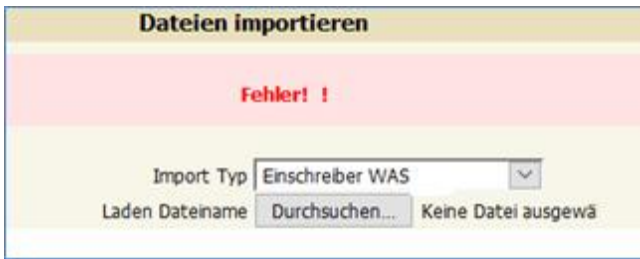 Dateien importieren
Fehler! !
Import Typ Einschreiber WAS
Laden Dateiname Durchsuchen... Keine Datei ausgewä